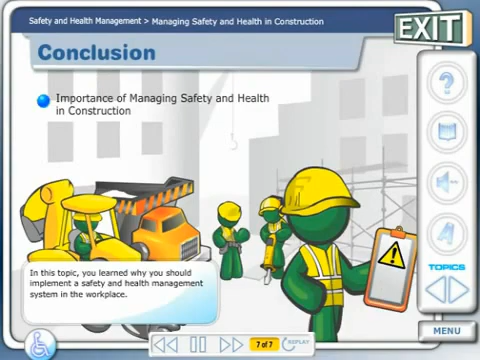 Safety and Health Management > Managing Safety and Health in Construction
EXIT
Conclusion
Importance of Managing Safety and Health
in Construction
In this topic, you learned why you should
implement a safety and health management
system in the workplace.
TOPICS
MENU
7 of 7
REPLAY